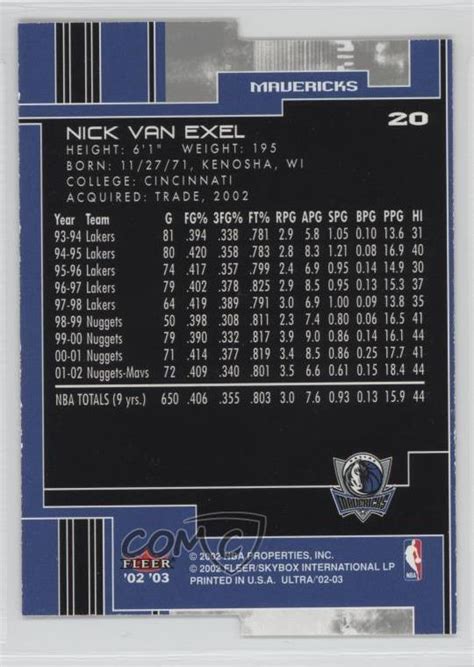 MAVERICKS
20
NICK VAN EXEL
HEIGHT: 6'1" WEIGHT: 195
BORN: 11/27/71, KENOSHA, WI
COLLEGE: CINCINNATI
ACQUIRED: TRADE, 2002
Year Team G FG% 3FG% FT% RPG APG SPG BPG PPG HI
93-94 Lakers 81 .394 .338 .781 2.9 5.8 1.05 0.10 13.6 31
94-95 Lakers 80 .420 .358 .783 2.8 8.3 1.21 0.08 16.9 40
95-96 Lakers 74 .417 .357 .799 2.4 6.9 0.95 0.14 14.9 30
96-97 Lakers 79 .402 .378 .825 2.9 8.5 0.95 0.13 15.3 37
97-98 Lakers 64 .419 .389 .791 3.0 6.9 1.00 0.09 13.8 35
98-99 Nuggets 50 .398 .308 .811 2.3 7.4 0.80 0.06 16.5 41
99-00 Nuggets 79 .390 .332 .817 3.9 9.0 0.86 0.14 16.1 44
00-01 Nuggets 71 .414 .377 .819 3.4 8.5 0.86 0.25 17.7 41
01-02 Nuggets-Mavs 72 .409 .340 .801 3.5 6.6 0.61 0.15 18.4 44
NBA TOTALS (9 yrs.) 650 .406 .355 .803 3.0 7.6 0.93 0.13 15.9 44
MAVERICKS
COMC
FLEER
'02 '03
© 2002 NBA PROPERTIES, INC.
© 2002 FLEER/SKYBOX INTERNATIONAL LP
PRINTED IN U.S.A. ULTRA/'02-03
NBA